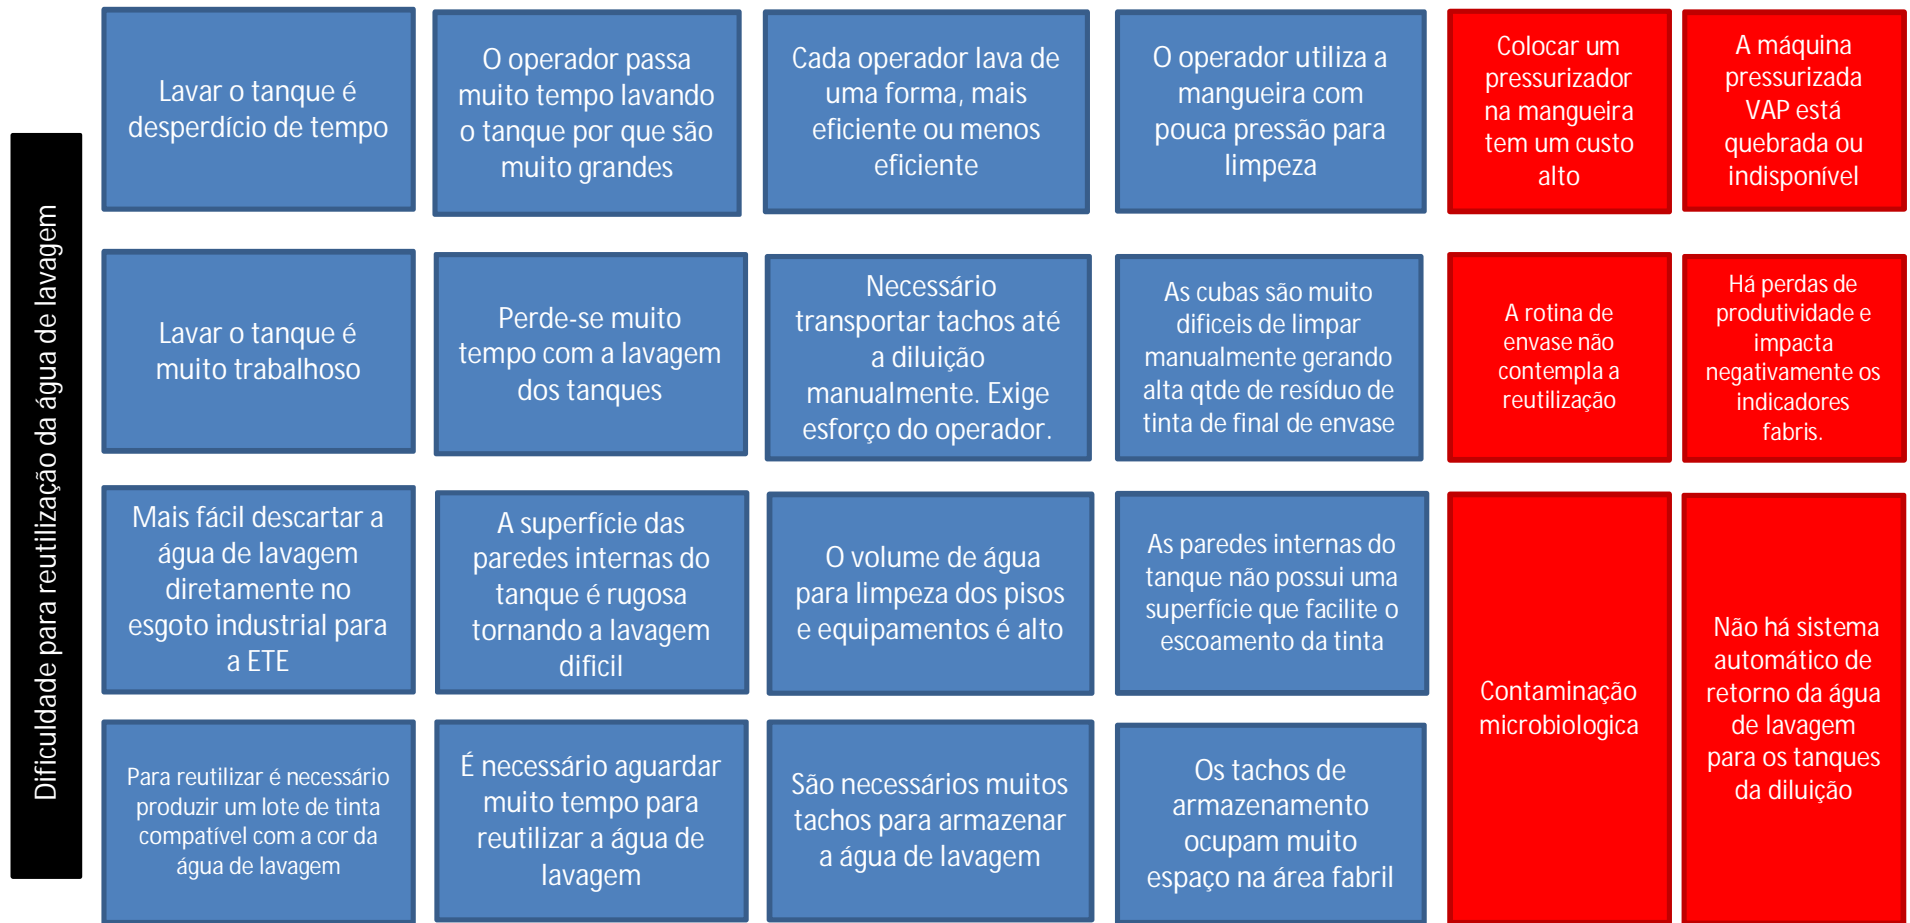 Dificuldade para reutilização da água de lavagem
Lavar o tanque é
desperdício de tempo
O operador passa
muito tempo lavando
o tanque por que são
muito grandes
Cada operador lava de
uma forma, mais
eficiente ou menos
eficiente
O operador utiliza a
mangueira com
pouca pressão para
limpeza
Colocar um
pressurizador
na mangueira
tem um custo
alto
A máquina
pressurizada
VAP está
quebrada ou
indisponível
Lavar o tanque é
muito trabalhoso
Perde-se muito
tempo com a lavagem
dos tanques
Necessário
transportar tachos até
a diluição
manualmente. Exige
esforço do operador.
As cubas são muito
dificeis de limpar
manualmente gerando
alta qtde de resíduo de
tinta de final de envase
A rotina de
envase não
contempla a
reutilização
Há perdas de
produtividade e
impacta
negativamente os
indicadores
fabris.
Mais fácil descartar a
água de lavagem
diretamente no
esgoto industrial para
a ETE
A superfície das
paredes internas do
tanque é rugosa
tornando a lavagem
dificil
O volume de água
para limpeza dos pisos
e equipamentos é alto
As paredes internas do
tanque não possui uma
superfície que facilite o
escoamento da tinta
Contaminação
microbiologica
Não há sistema
automático de
retorno da água
de lavagem
para os tanques
da diluição
Para reutilizar é necessário
produzir um lote de tinta
compatível com a cor da
água de lavagem
É necessário aguardar
muito tempo para
reutilizar a água de
lavagem
São necessários muitos
tachos para armazenar
a água de lavagem
Os tachos de
armazenamento
ocupam muito
espaço na área fabril